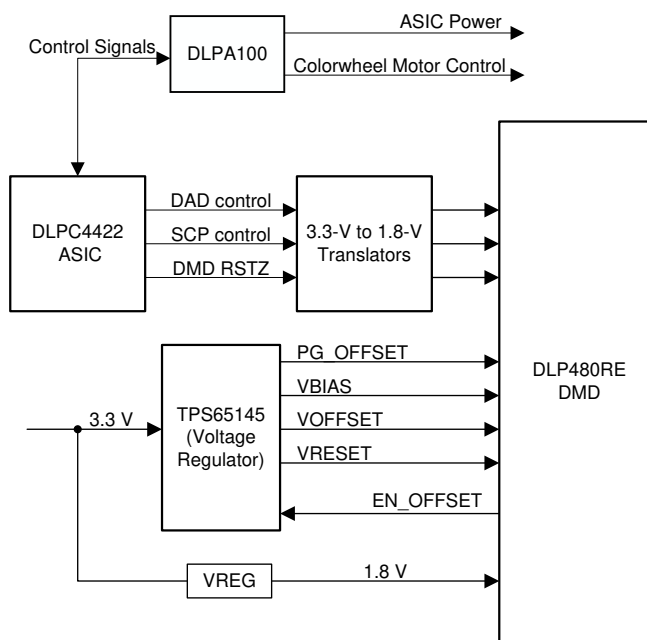 ASIC Power
Control Signals
DLPA100
Colorwheel Motor Control
DAD control
DLPC4422
ASIC
SCP control
3.3-V to 1.8-V
Translators
DMD RSTZ
PG_OFFSET
DLP480RE
DMD
VBIAS
3.3 V
TPS65145
(Voltage
Regulator)
VOFFSET
VRESET
EN_OFFSET
VREG
1.8 V